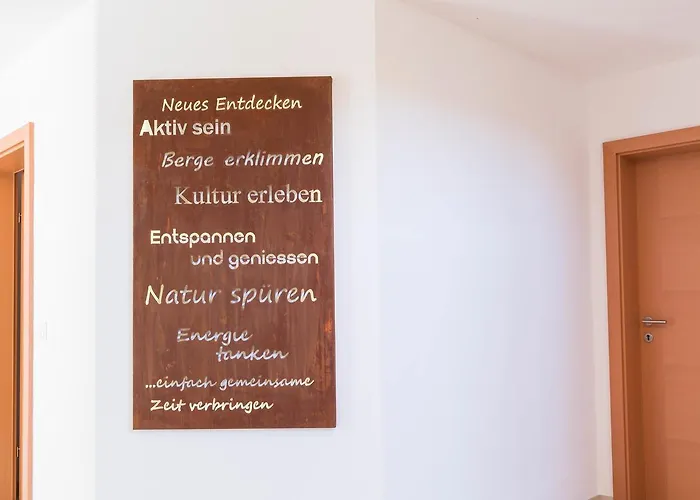 Neues Entdecken
Aktiv sein
Berge erklimmen
Kultur erleben
Entspannen
und geniessen
Natur spüren
Energie
tanken
...einfach gemeinsame
Zeit verbringen